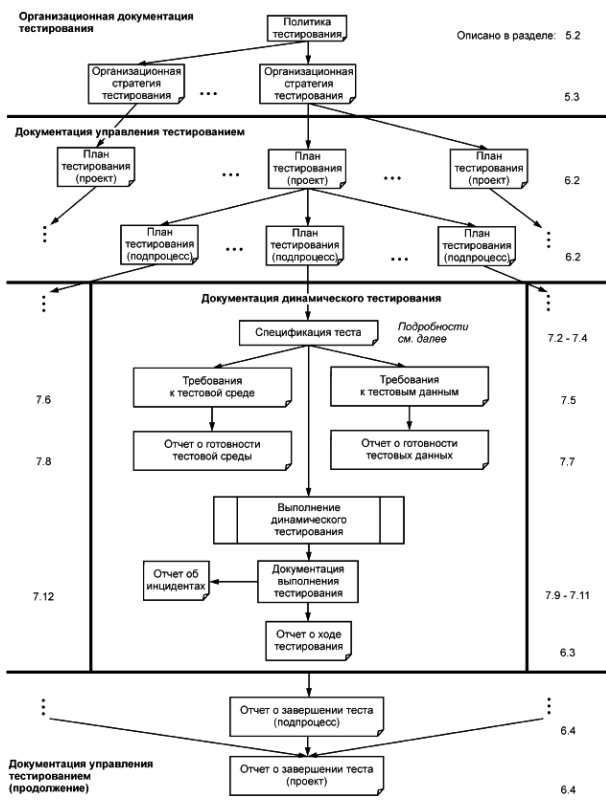 Организационная документация
тестирования
Политика
тестирования
Описано в разделе: 5.2
Организационная
стратегия
тестирования
...
Организационная
стратегия
тестирования
5.3
Документация управления тестированием
План
тестирования
(проект)
...
План
тестирования
(проект)
...
План
тестирования
(проект)
6.2
План
тестирования
(подпроцесс)
...
План
тестирования
(подпроцесс)
...
План
тестирования
(подпроцесс)
6.2
Документация динамического тестирования
Спецификация теста
Подробности
см. далее
7.2 - 7.4
7.6
Требования
к тестовой среде
Требования
к тестовым данным
7.5
7.8
Отчет о готовности
тестовой среды
Отчет о готовности
тестовых данных
7.7
Выполнение
динамического
тестирования
Отчет об
инцидентах
Документация
выполнения
тестирования
7.12
7.9 - 7.11
Отчет о ходе
тестирования
6.3
Отчет о завершении теста
(подпроцесс)
6.4
Документация управления
тестированием
(продолжение)
Отчет о завершении теста
(проект)
6.4